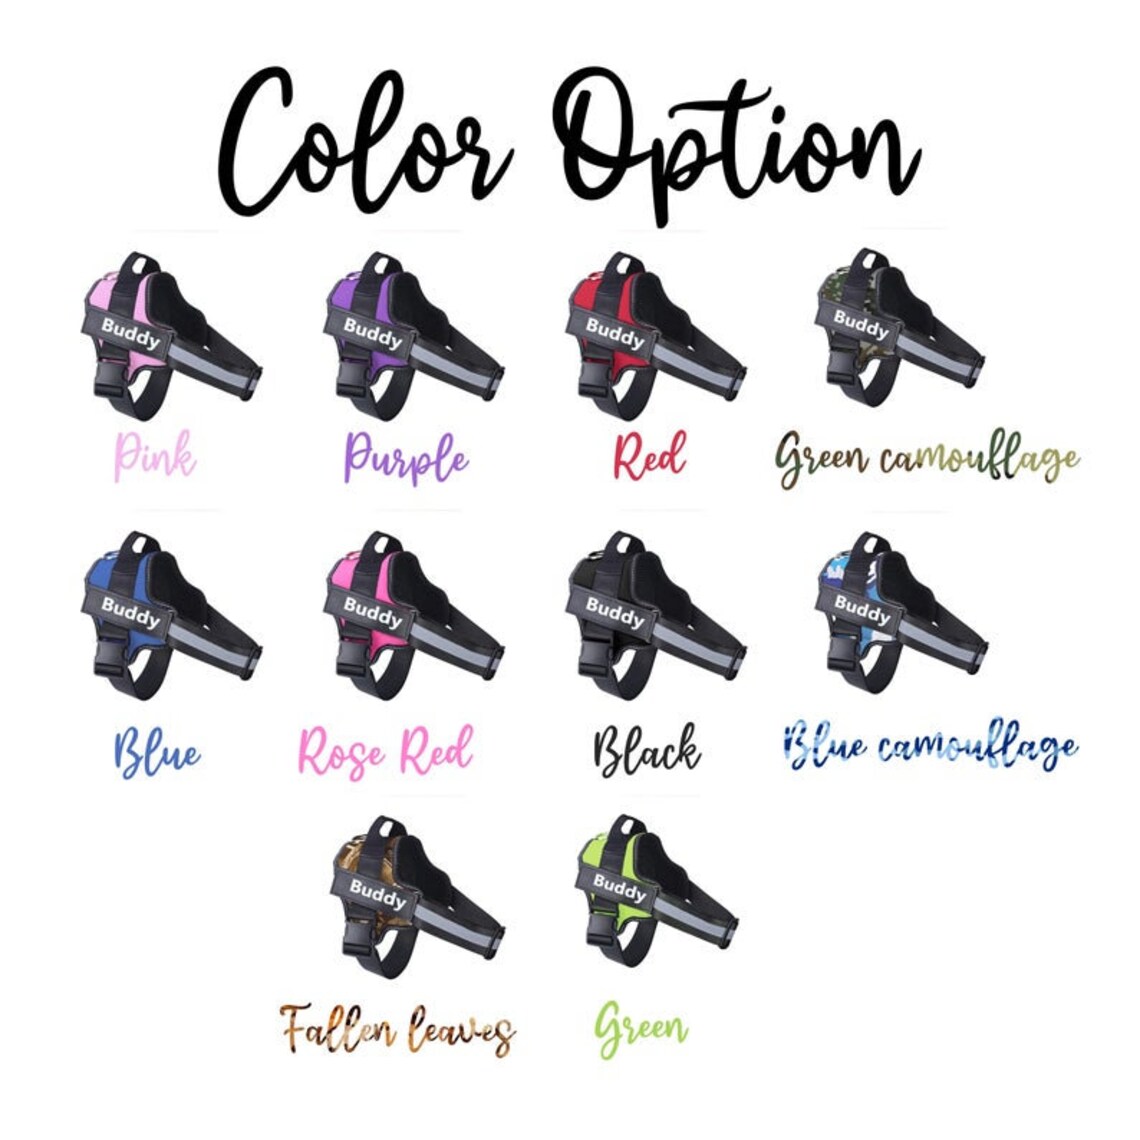 Color Option
Buddy
Buddy
Buddy
Buddy
Pink
Purple
Red
Green camouflage
Buddy
Buddy
Buddy
Buddy
Blue
Rose Red
Black
Blue camouflage
Buddy
Buddy
Fallen leaves
Green